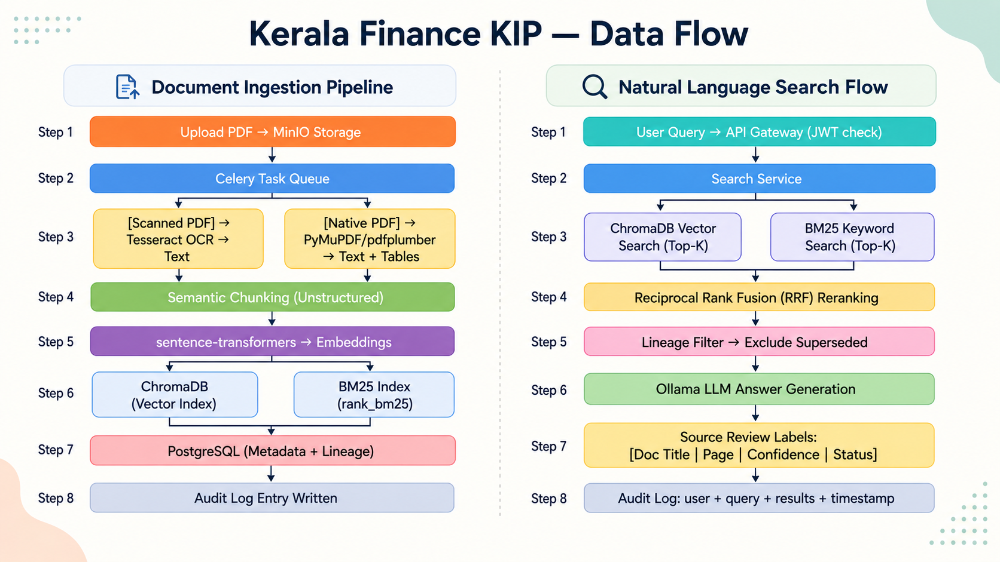 Kerala Finance KIP — Data Flow
Document Ingestion Pipeline
Step 1
Upload PDF → MinIO Storage
Step 2
Celery Task Queue
Step 3
[Scanned PDF] →
Tesseract OCR →
Text
[Native PDF] →
PyMuPDF/pdfplumber
→ Text + Tables
Step 4
Semantic Chunking (Unstructured)
Step 5
sentence-transformers → Embeddings
Step 6
ChromaDB
(Vector Index)
BM25 Index
(rank_bm25)
Step 7
PostgreSQL (Metadata + Lineage)
Step 8
Audit Log Entry Written
Natural Language Search Flow
Step 1
User Query → API Gateway (JWT check)
Step 2
Search Service
Step 3
ChromaDB Vector
Search (Top-K)
BM25 Keyword
Search (Top-K)
Step 4
Reciprocal Rank Fusion (RRF) Reranking
Step 5
Lineage Filter → Exclude Superseded
Step 6
Ollama LLM Answer Generation
Step 7
Source Review Labels:
[Doc Title | Page | Confidence | Status]
Step 8
Audit Log: user + query + results + timestamp